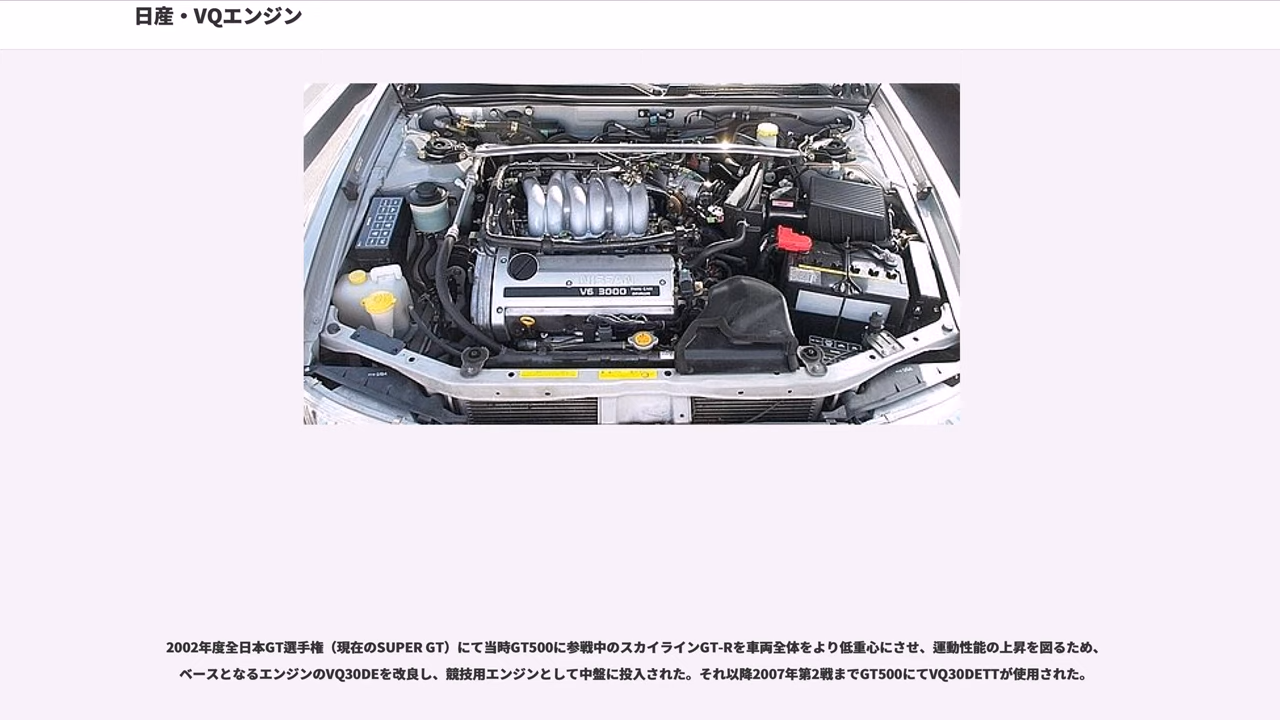 日産・VQエンジン
NISSAN
V6 3000
2002年度全日本GT選手権（現在のSUPER GT）にて当時GT500に参戦中のスカイラインGT-Rを車両全体をより低重心にさせ、運動性能の上昇を図るため、
ベースとなるエンジンのVQ30DEを改良し、競技用エンジンとして中盤に投入された。それ以降2007年第2戦までGT500にてVQ30DETTが使用された。